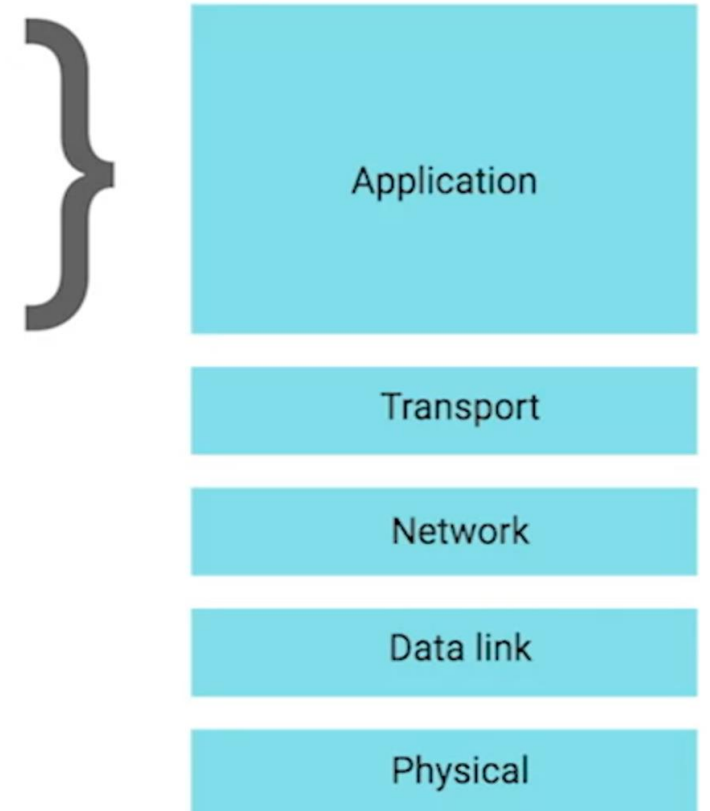 Application
Transport
Network
Data link
Physical